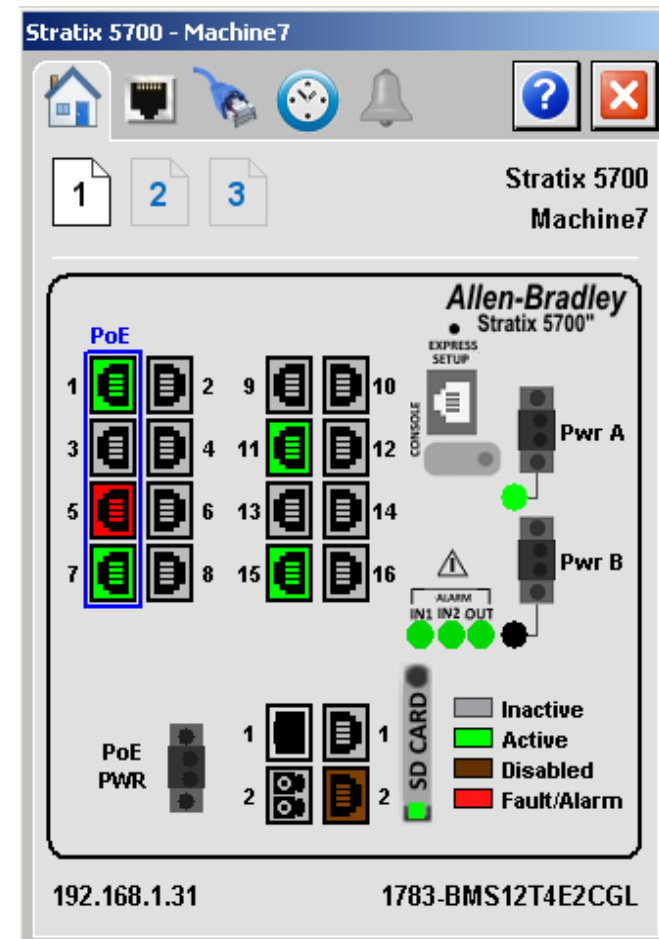 Stratix 5700 - Machine7
?
1 2 3
Stratix 5700
Machine7
Allen-Bradley
Stratix 5700"
EXPRESS
SETUP
CONSOLE
PoE
1 2 9 10
3 4 11 12
5 6 13 14
7 8 15 16
Pwr A
Pwr B
ALARM
IN1 IN2 OUT
PoE
PWR
1 1
2 2
SD CARD
Inactive
Active
Disabled
Fault/Alarm
192.168.1.31 1783-BMS12T4E2CGL